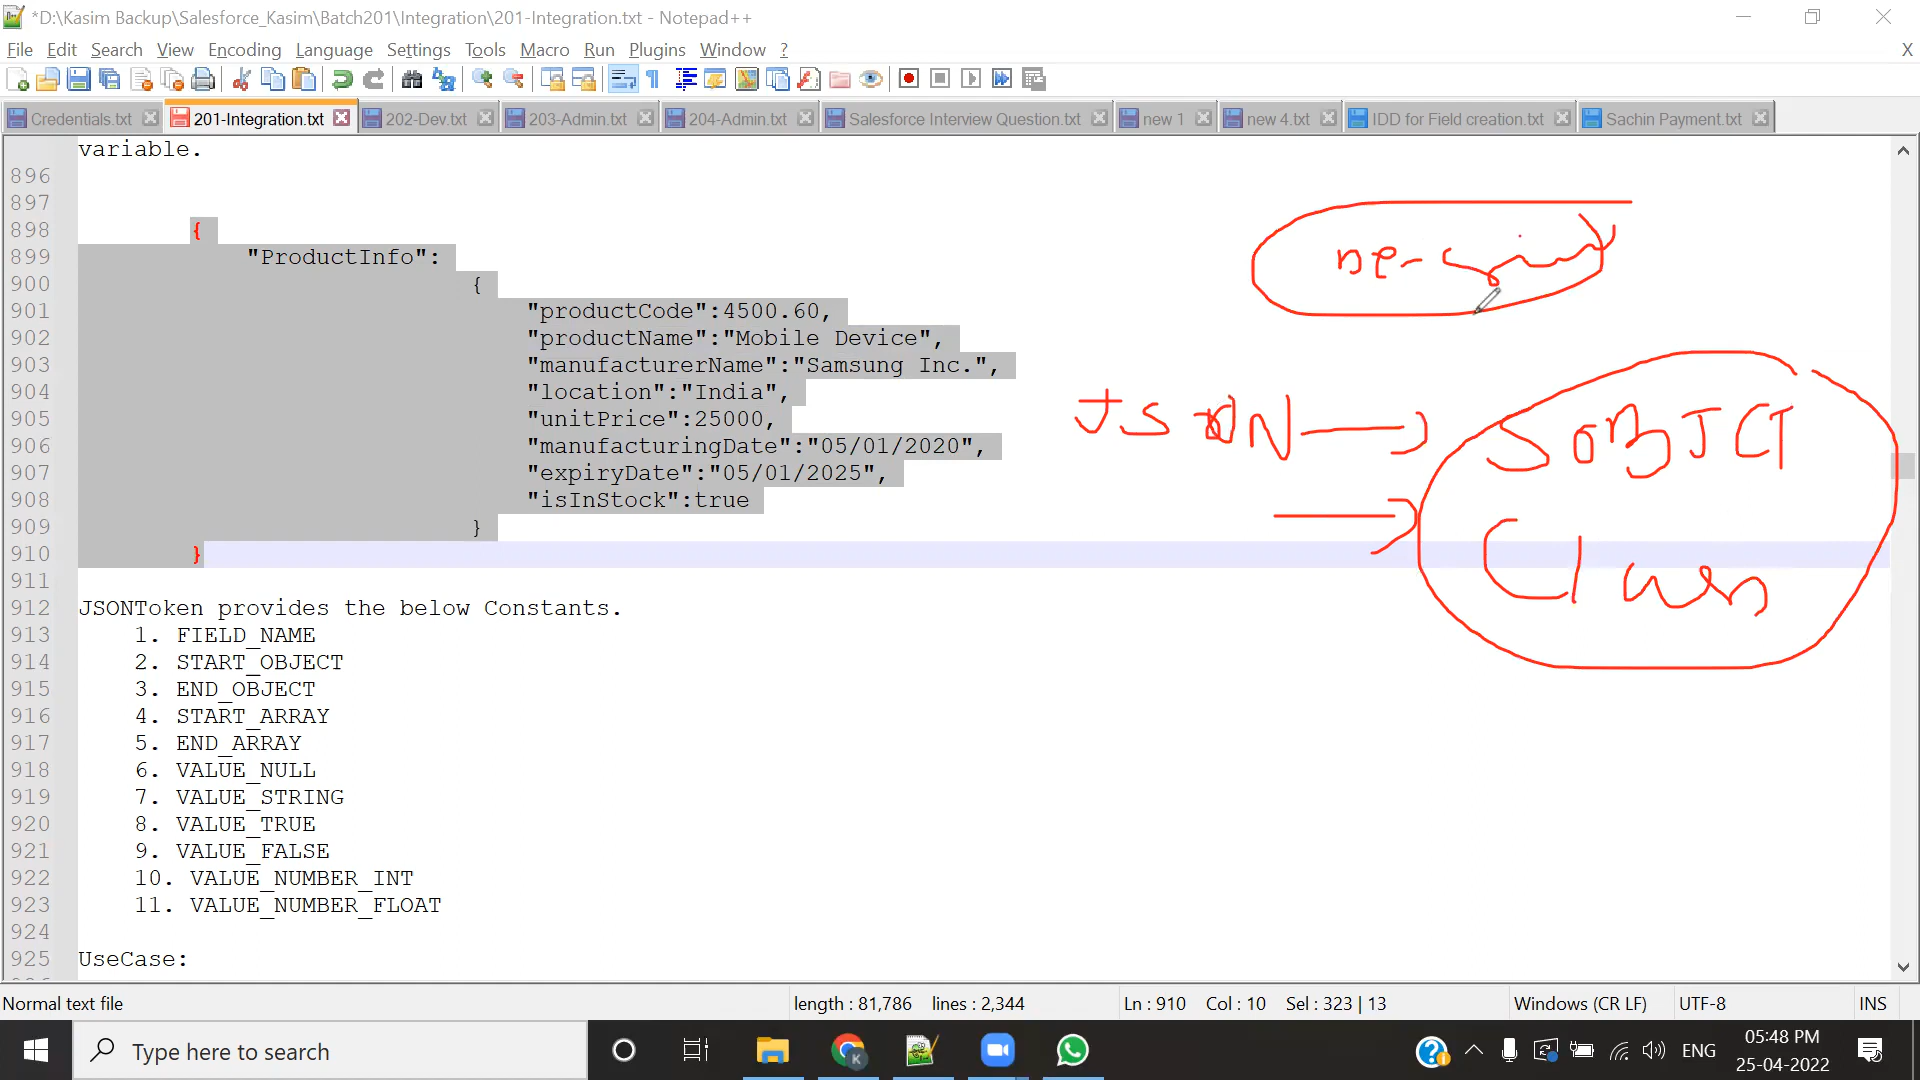 *D:\Kasim Backup\Salesforce_Kasim\Batch201\Integration\201-Integration.txt - Notepad++
File Edit Search View Encoding Language Settings Tools Macro Run Plugins Window ? X
Credentials.txt 201-Integration.txt 202-Dev.txt 203-Admin.txt 204-Admin.txt Salesforce Interview Question.txt new 1 new 4.txt IDD for Field creation.txt Sachin Payment.txt
variable.
896
897
898 {
899 "ProductInfo":
900 {
901 "productCode":4500.60,
902 "productName":"Mobile Device",
903 "manufacturerName":"Samsung Inc.",
904 "location":"India",
905 "unitPrice":25000,
906 "manufacturingDate":"05/01/2020",
907 "expiryDate":"05/01/2025",
908 "isInStock":true
909 }
910 }
911
912 JSONToken provides the below Constants.
913 1. FIELD_NAME
914 2. START_OBJECT
915 3. END_OBJECT
916 4. START_ARRAY
917 5. END_ARRAY
918 6. VALUE_NULL
919 7. VALUE_STRING
920 8. VALUE_TRUE
921 9. VALUE_FALSE
922 10. VALUE_NUMBER_INT
923 11. VALUE_NUMBER_FLOAT
924
925 UseCase:
JSON SOBJCT
Class
Normal text file length : 81,786 lines : 2,344 Ln : 910 Col : 10 Sel : 323 | 13 Windows (CR LF) UTF-8 INS
Type here to search K ENG 05:48 PM
25-04-2022